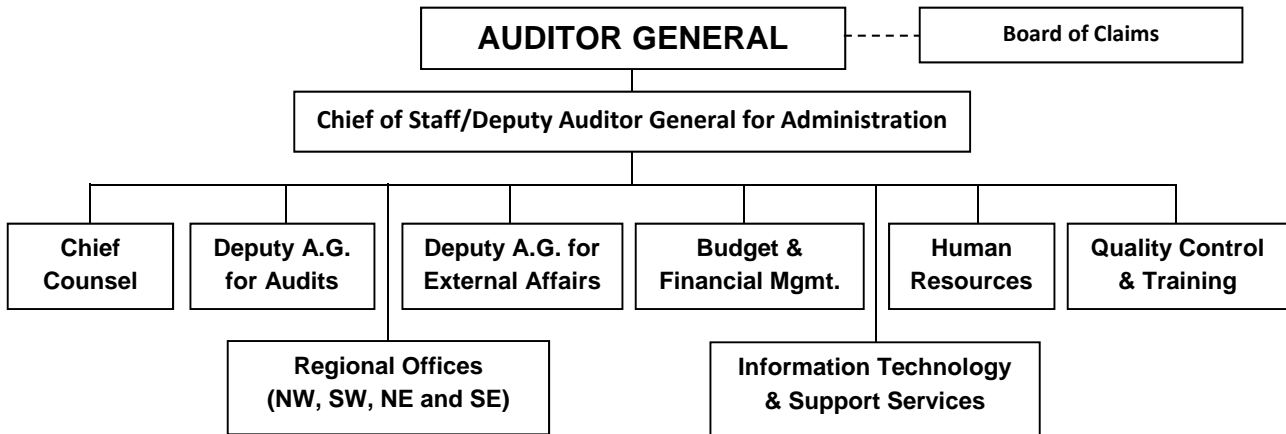 AUDITOR GENERAL
Board of Claims
Chief of Staff/Deputy Auditor General for Administration
Chief
Counsel
Deputy A.G.
for Audits
Deputy A.G. for
External Affairs
Budget &
Financial Mgmt.
Human
Resources
Quality Control
& Training
Regional Offices
(NW, SW, NE and SE)
Information Technology
& Support Services